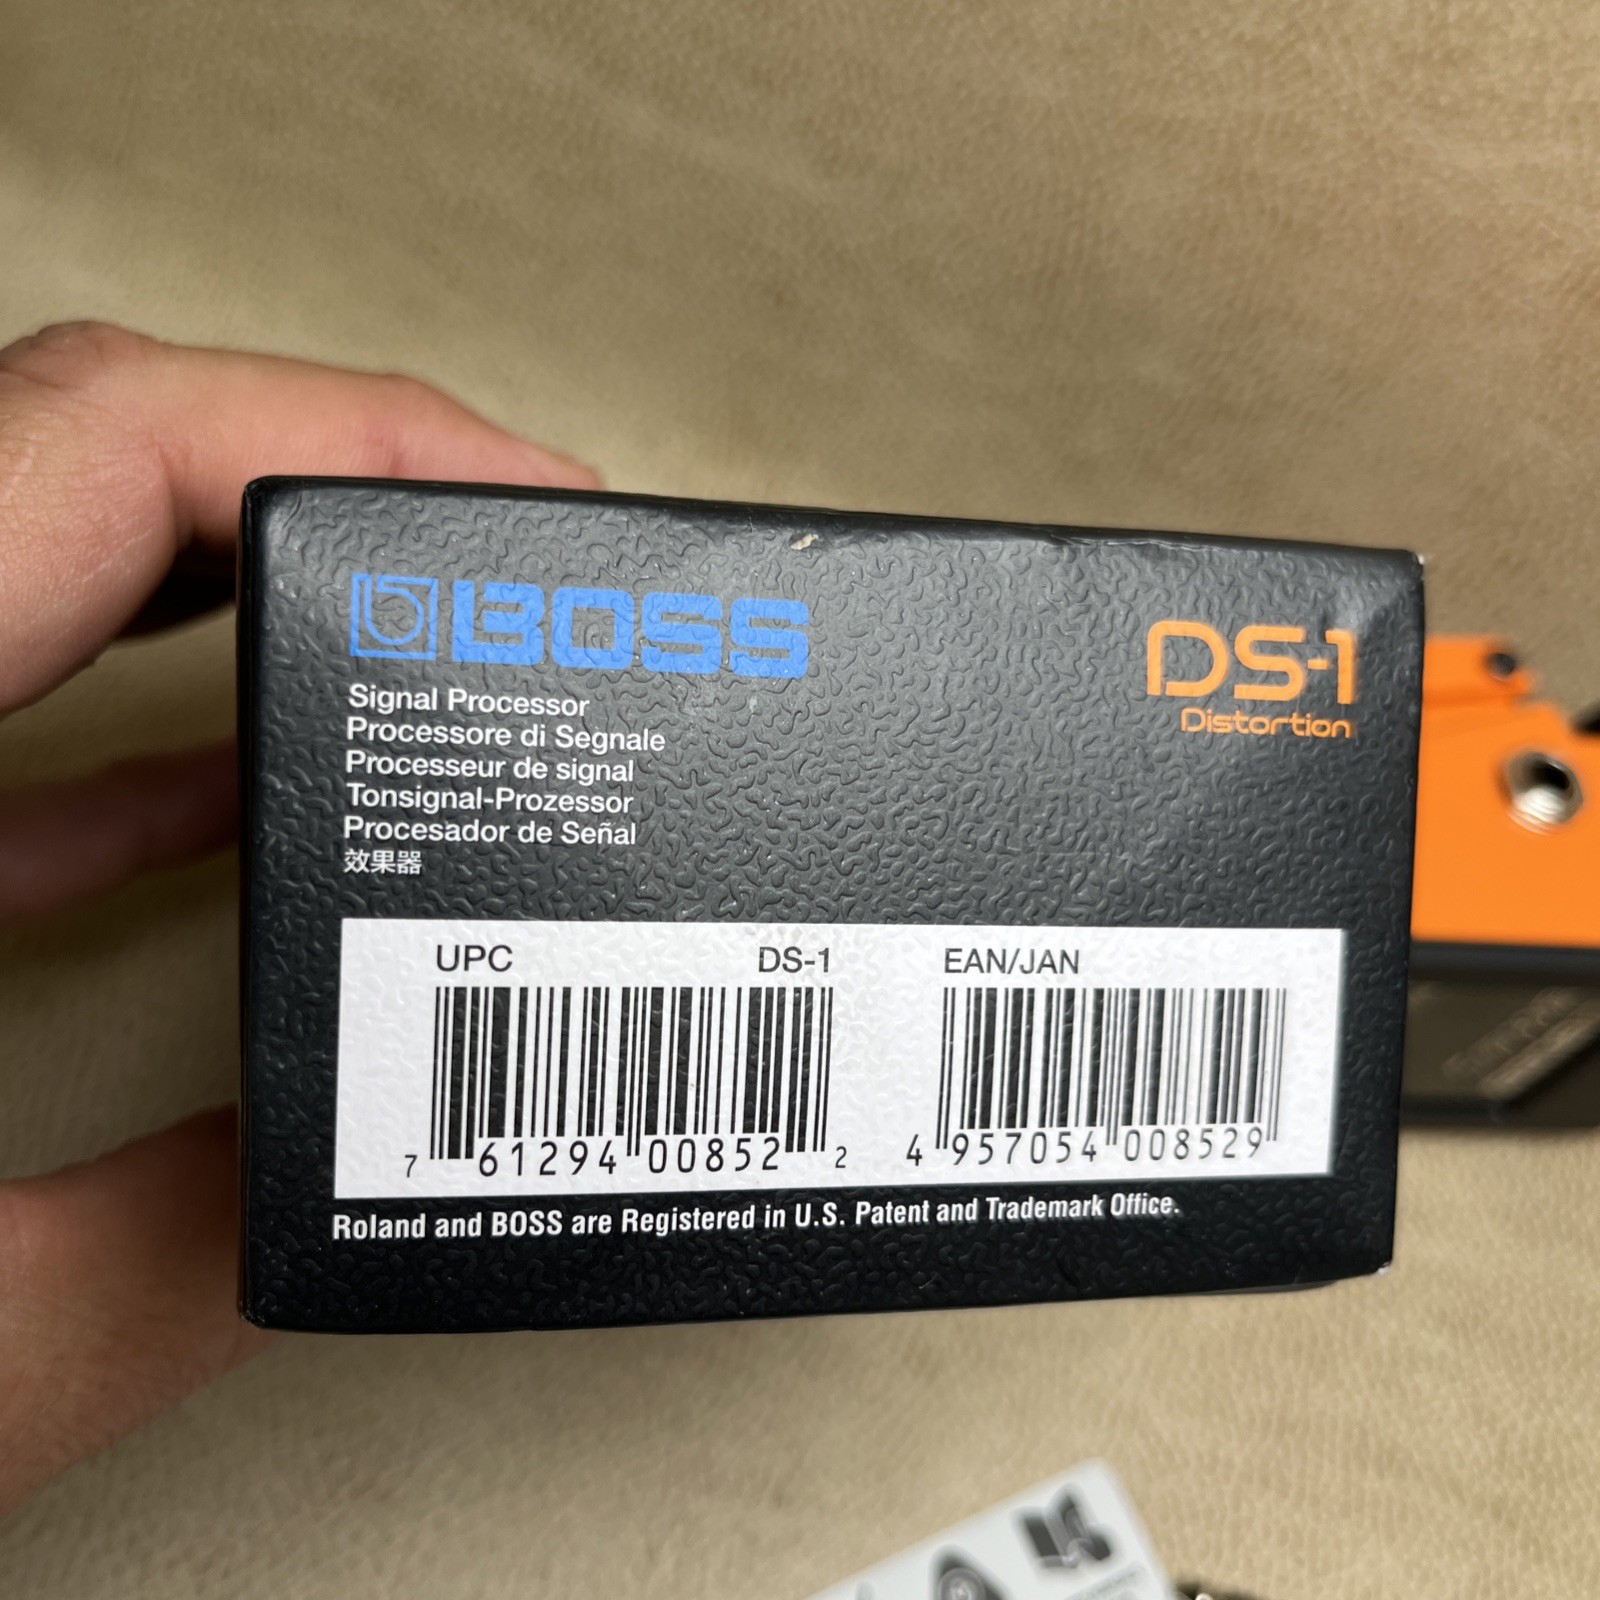 BOSS
DS-1
Distortion
Signal Processor
Processore di Segnale
Processeur de signal
Tonsignal-Prozessor
Procesador de Señal
效果器
UPC DS-1 EAN/JAN
7 61294 00852 2 4 957054 008529
Roland and BOSS are Registered in U.S. Patent and Trademark Office.